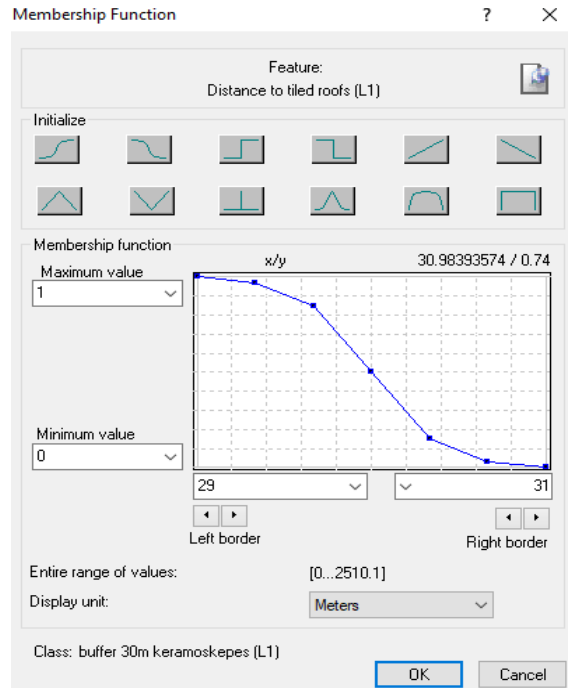 Membership Function ? ×
Feature:
Distance to tiled roofs (L1)
Initialize
Membership function
x/y 30.98393574 / 0.74
Maximum value
1
Minimum value
0
29 31
Left border Right border
Entire range of values: [0...2510.1]
Display unit: Meters
Class: buffer 30m keramoskepes (L1)
OK Cancel